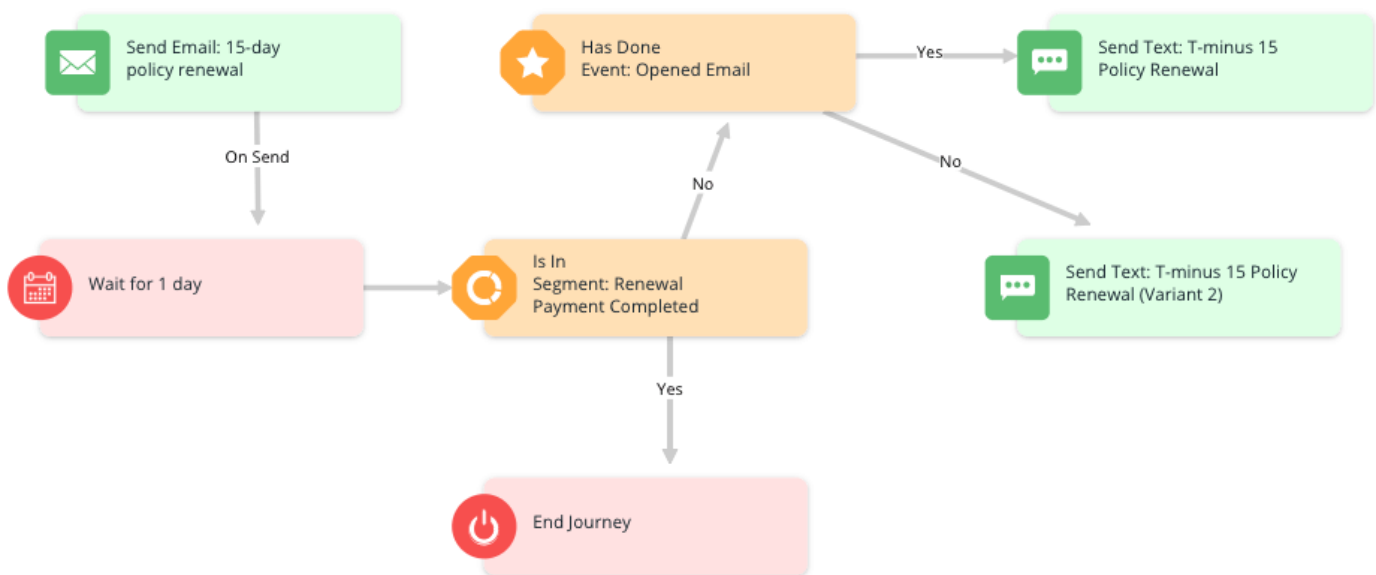 Send Email: 15-day
policy renewal
Has Done
Event: Opened Email
Yes
Send Text: T-minus 15
Policy Renewal
On Send
No
No
Wait for 1 day
Is In
Segment: Renewal
Payment Completed
Send Text: T-minus 15 Policy
Renewal (Variant 2)
Yes
End Journey